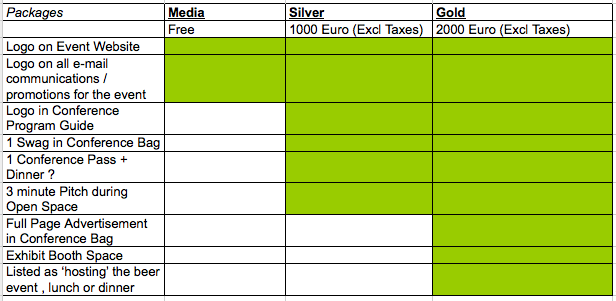 Packages Media Silver Gold
Free 1000 Euro (Excl Taxes) 2000 Euro (Excl Taxes)
Logo on Event Website
Logo on all e-mail
communications /
promotions for the event
Logo in Conference
Program Guide
1 Swag in Conference Bag
1 Conference Pass +
Dinner ?
3 minute Pitch during
Open Space
Full Page Advertisement
in Conference Bag
Exhibit Booth Space
Listed as ‘hosting’ the beer
event , lunch or dinner